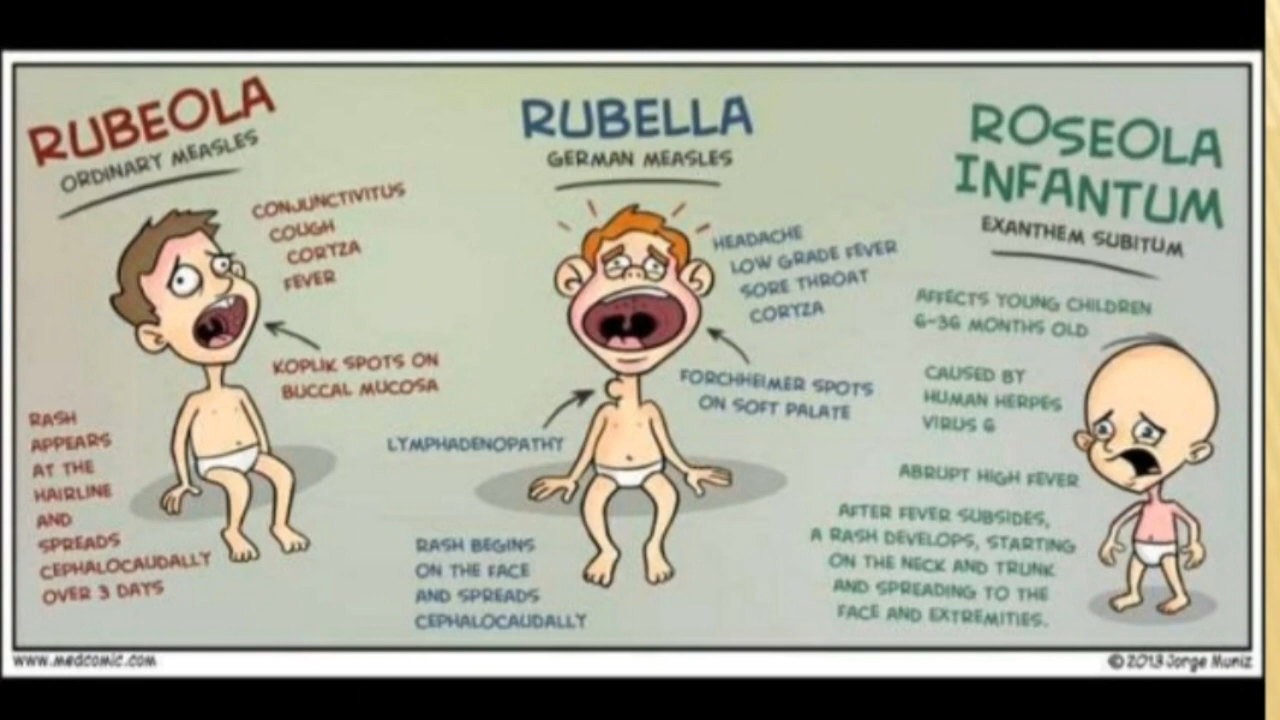 RUBEOLA
ORDINARY MEASLES
CONJUNCTIVITUS
COUGH
CORYZA
FEVER
KOPLIK SPOTS ON
BUCCAL MUCOSA
RASH
APPEARS
AT THE
HAIRLINE
AND
SPREADS
CEPHALOCAUDALLY
OVER 3 DAYS
RUBELLA
GERMAN MEASLES
HEADACHE
LOW GRADE FEVER
SORE THROAT
CORYZA
FORCHHEIMER SPOTS
ON SOFT PALATE
LYMPHADENOPATHY
RASH BEGINS
ON THE FACE
AND SPREADS
CEPHALOCAUDALLY
ROSEOLA
INFANTUM
EXANTHEM SUBITUM
AFFECTS YOUNG CHILDREN
6-36 MONTHS OLD
CAUSED BY
HUMAN HERPES
VIRUS 6
ABRUPT HIGH FEVER
AFTER FEVER SUBSIDES,
A RASH DEVELOPS, STARTING
ON THE NECK AND TRUNK
AND SPREADING TO THE
FACE AND EXTREMITIES.
www.medcomic.com
© 2013 Jorge Muniz